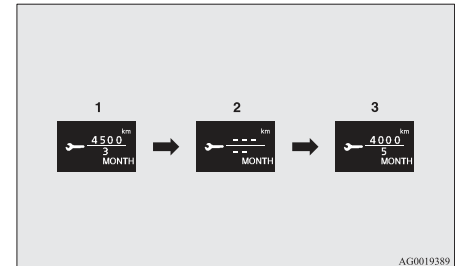 1 2 3
km
4500
3
MONTH
km
---
--
MONTH
km
4000
5
MONTH
AG0019389